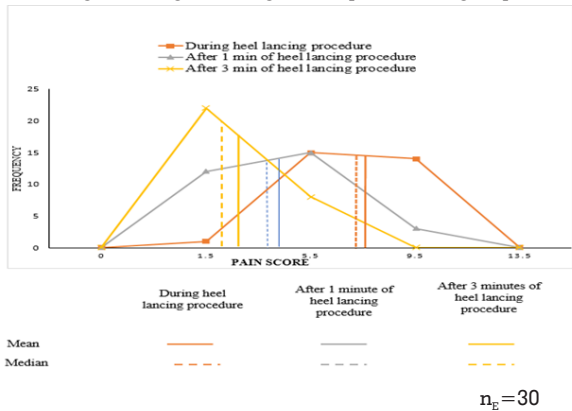 During heel lancing procedure
After 1 min of heel lancing procedure
After 3 min of heel lancing procedure
25
20
15
10
5
0
FREQUENCY
0 1.5 5.5 9.5 13.5
PAIN SCORE
During heel lancing procedure
After 1 minute of heel lancing procedure
After 3 minutes of heel lancing procedure
Mean
Median
nE=30